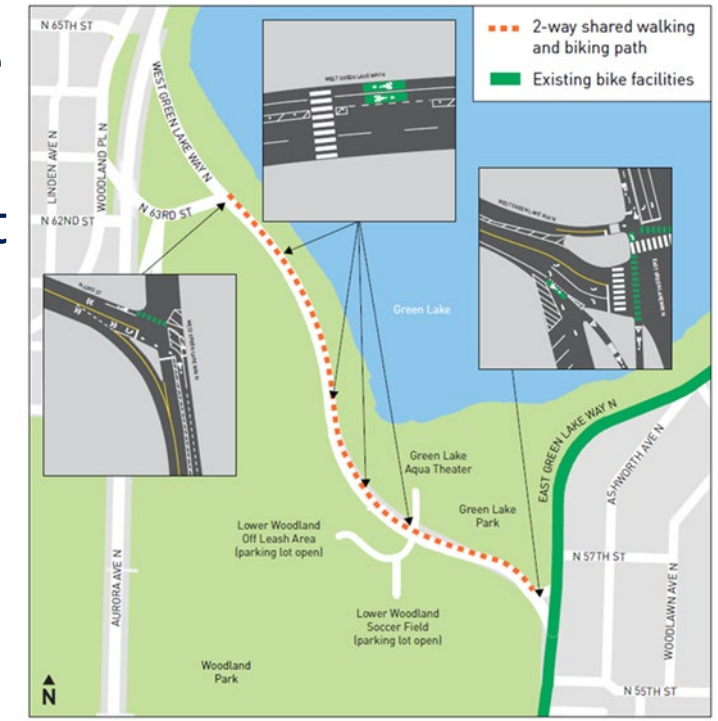 N 65TH ST
2-way shared walking
and biking path
Existing bike facilities
WEST GREEN LAKE WAY N
LINDEN AVE N
WOODLAND PL N
N 63RD ST
N 62ND ST
t
Green Lake
EAST GREEN LAKE WAY N
ASHWORTH AVE N
Green Lake
Aqua Theater
Green Lake
Park
Lower Woodland
Off Leash Area
(parking lot open)
N 57TH ST
AURORA AVE N
WOODLAWN AVE N
Lower Woodland
Soccer Field
(parking lot open)
Woodland
Park
N
N 55TH ST